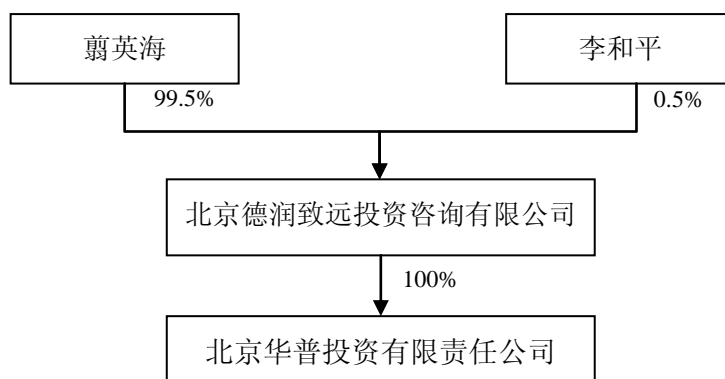 翦英海
李和平
99.5%
0.5%
北京德润致远投资咨询有限公司
100%
北京华普投资有限责任公司